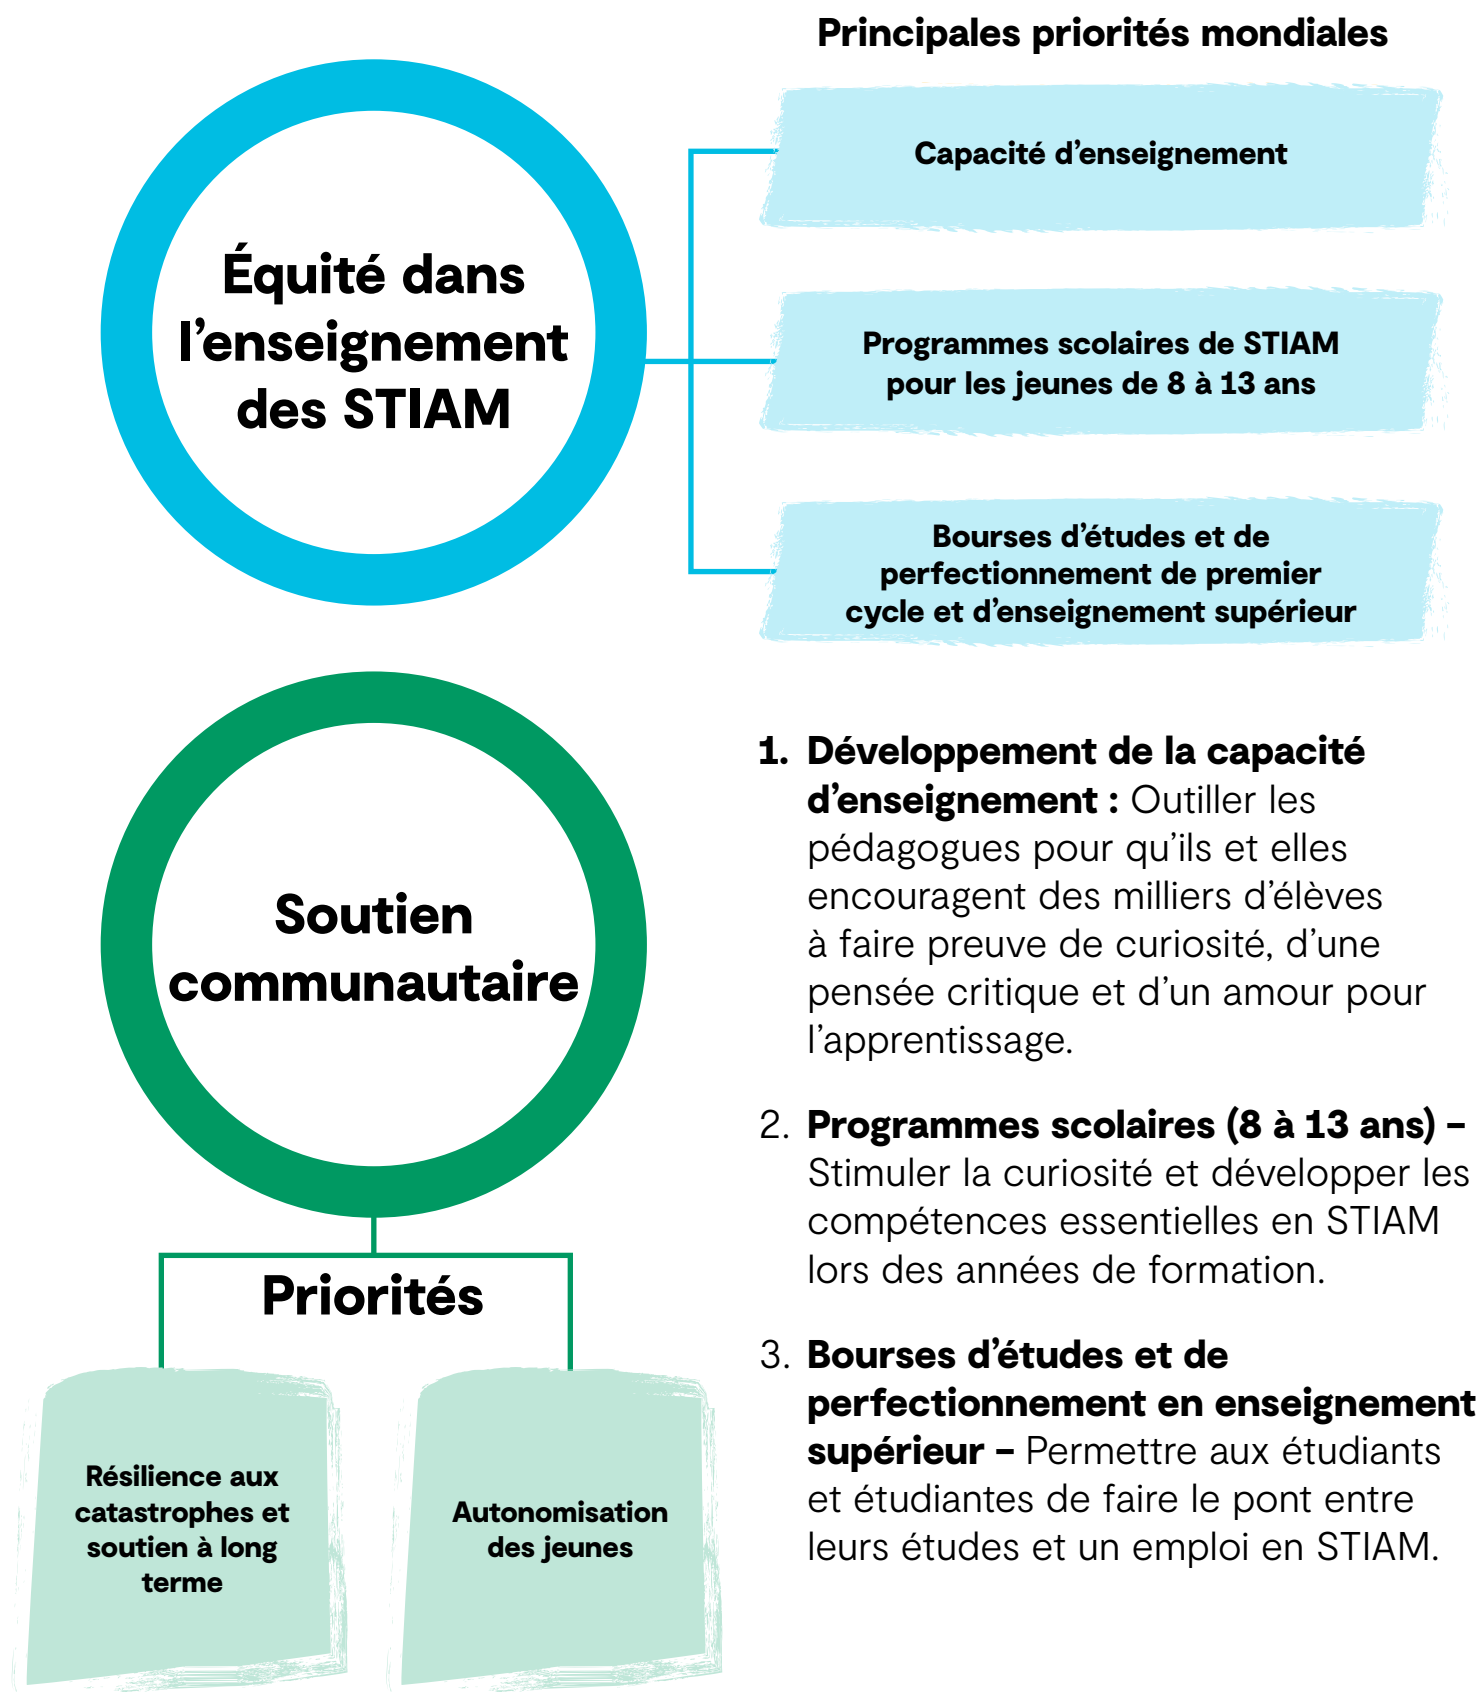 Principales priorités mondiales
Équité dans
l’enseignement
des STIAM
Capacité d’enseignement
Programmes scolaires de STIAM
pour les jeunes de 8 à 13 ans
Bourses d’études et de
perfectionnement de premier
cycle et d’enseignement supérieur
Soutien
communautaire
Priorités
Résilience aux
catastrophes et
soutien à long
terme
Autonomisation
des jeunes
1. Développement de la capacité
d’enseignement : Outiller les
pédagogues pour qu’ils et elles
encouragent des milliers d’élèves
à faire preuve de curiosité, d’une
pensée critique et d’un amour pour
l’apprentissage.
2. Programmes scolaires (8 à 13 ans) –
Stimuler la curiosité et développer les
compétences essentielles en STIAM
lors des années de formation.
3. Bourses d’études et de
perfectionnement en enseignement
supérieur – Permettre aux étudiants
et étudiantes de faire le pont entre
leurs études et un emploi en STIAM.